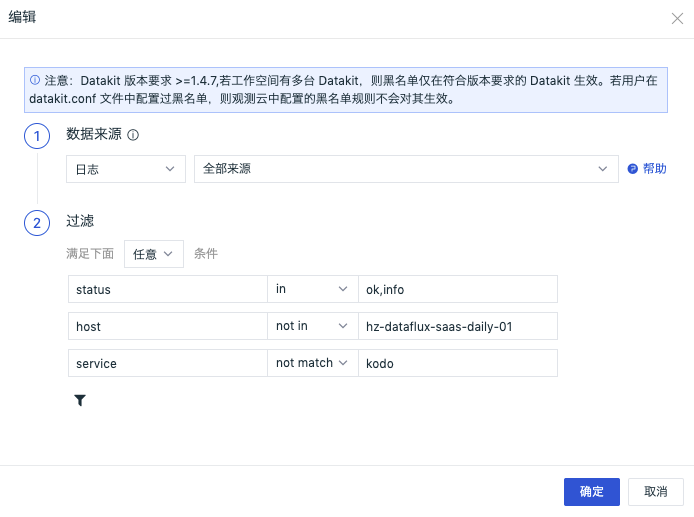 编辑
注意：Datakit 版本要求 >=1.4.7,若工作空间有多台 Datakit，则黑名单仅在符合版本要求的 Datakit 生效。若用户在
datakit.conf 文件中配置过黑名单，则观测云中配置的黑名单规则不会对其生效。
1 数据来源
日志 全部来源 帮助
2 过滤
满足下面 任意 条件
status in ok,info
host not in hz-dataflux-saas-daily-01
service not match kodo
确定 取消